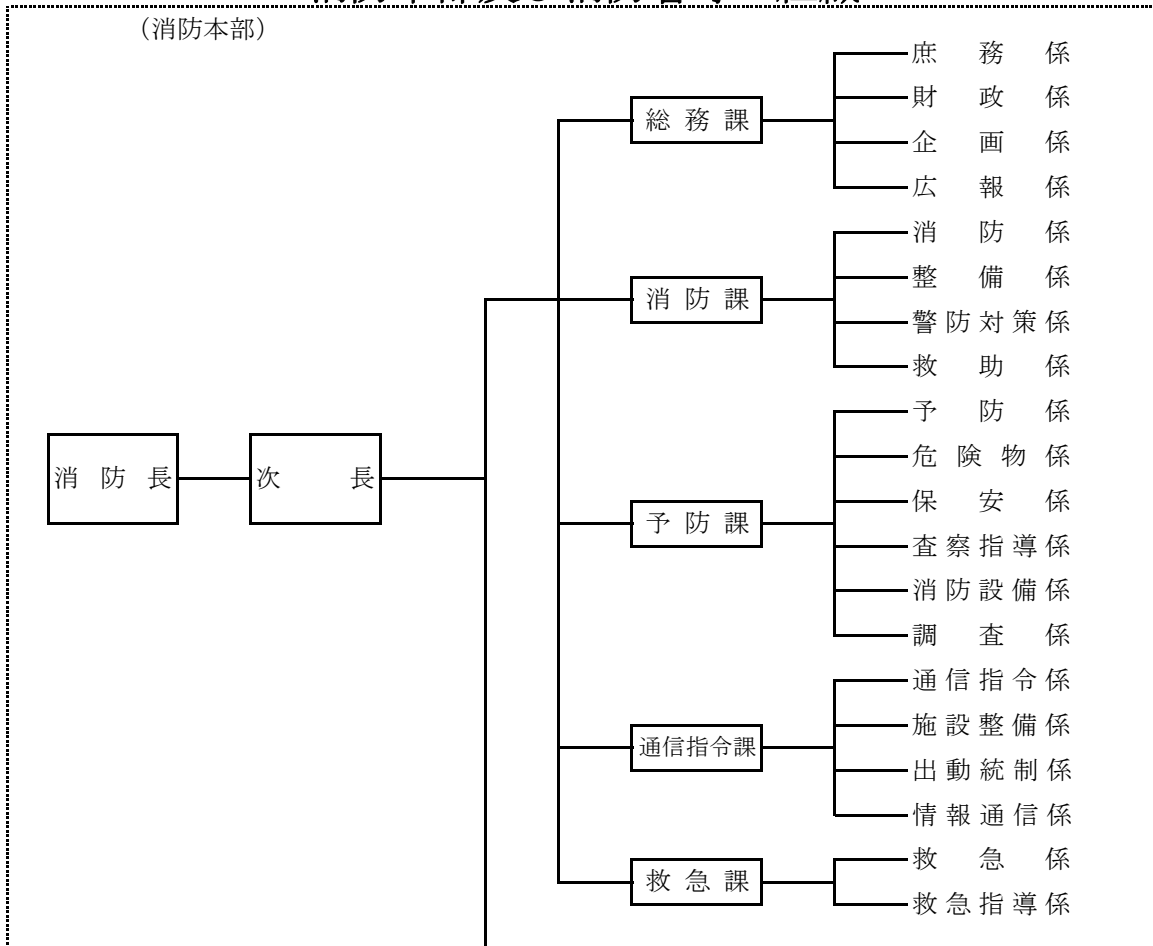 (消防本部)
庶務係
財政係
総務課
企画係
広報係
消防係
整備係
消防課
警防対策係
救助係
予防係
危険物係
消防長
次長
保安係
予防課
査察指導係
消防設備係
調査係
通信指令係
施設整備係
通信指令課
出動統制係
情報通信係
救急係
救急課
救急指導係